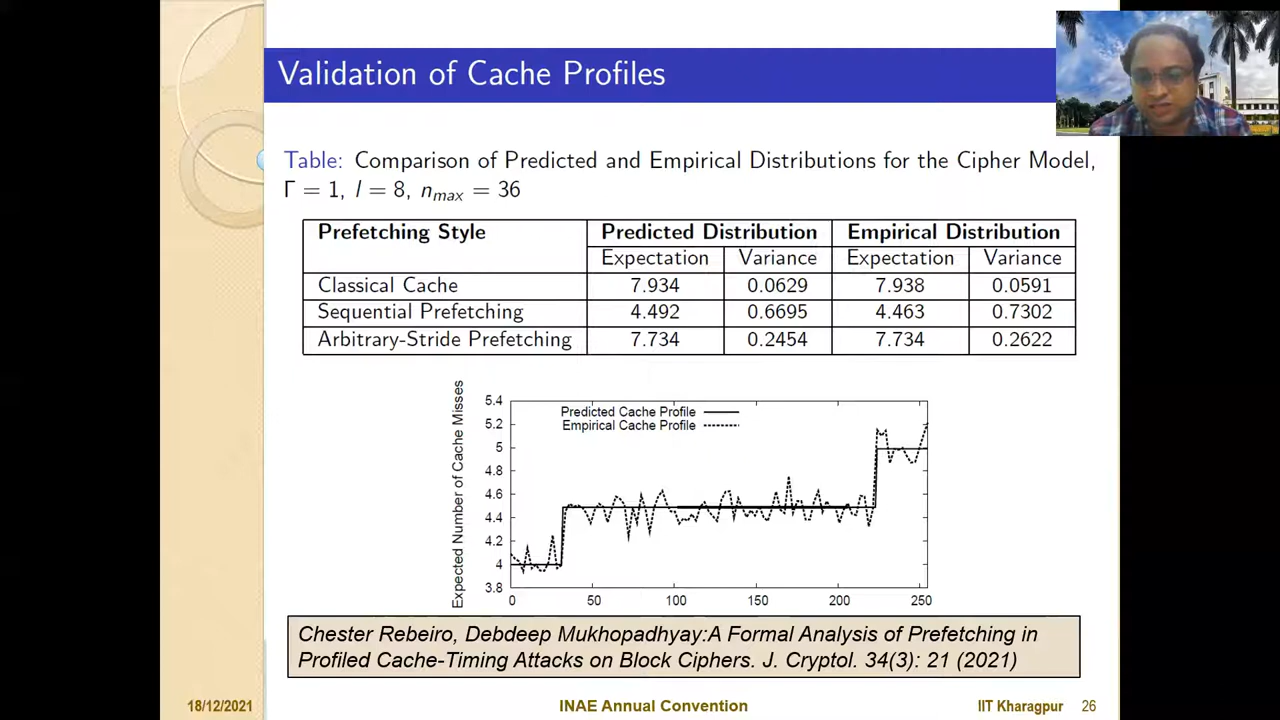 Validation of Cache Profiles
Table: Comparison of Predicted and Empirical Distributions for the Cipher Model,
Γ = 1, l = 8, n_max = 36
Prefetching Style Predicted Distribution Empirical Distribution
Expectation Variance Expectation Variance
Classical Cache 7.934 0.0629 7.938 0.0591
Sequential Prefetching 4.492 0.6695 4.463 0.7302
Arbitrary-Stride Prefetching 7.734 0.2454 7.734 0.2622
Expected Number of Cache Misses
5.4
5.2
5
4.8
4.6
4.4
4.2
4
3.8
Predicted Cache Profile
Empirical Cache Profile
0 50 100 150 200 250
Chester Rebeiro, Debdeep Mukhopadhyay:A Formal Analysis of Prefetching in
Profiled Cache-Timing Attacks on Block Ciphers. J. Cryptol. 34(3): 21 (2021)
18/12/2021 INAE Annual Convention IIT Kharagpur 26